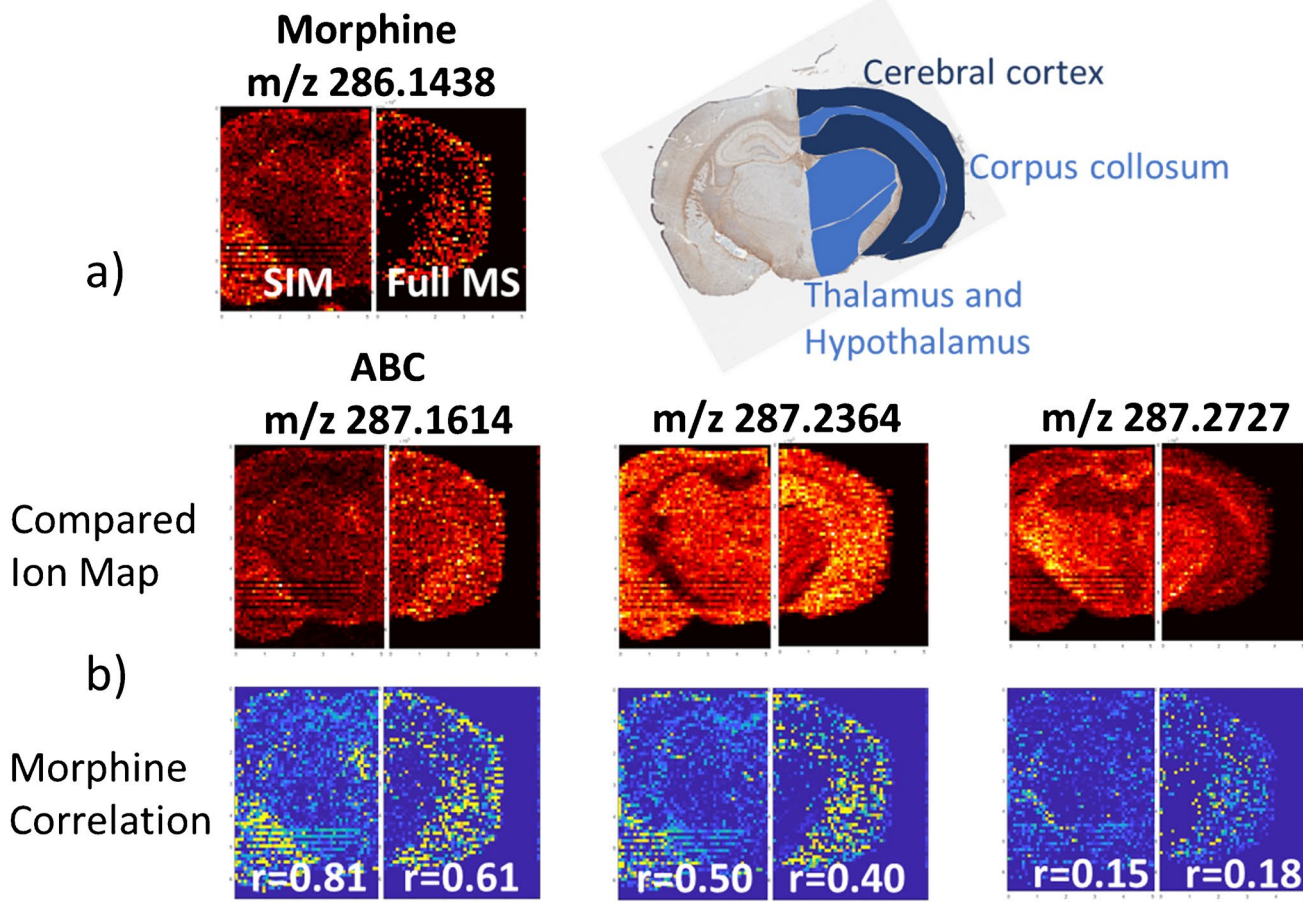 Morphine
m/z 286.1438
Cerebral cortex
Corpus collosum
Thalamus and
Hypothalamus
a)
SIM
Full MS
ABC
m/z 287.1614
m/z 287.2364
m/z 287.2727
Compared
Ion Map
b)
Morphine
Correlation
r=0.81
r=0.61
r=0.50
r=0.40
r=0.15
r=0.18